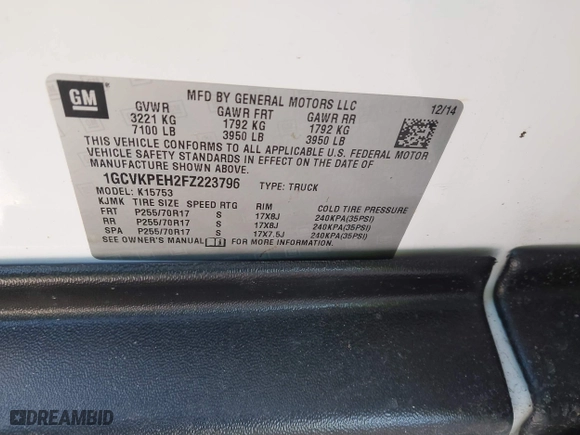 GM
MFD BY GENERAL MOTORS LLC
12/14
GVWR GAWR FRT GAWR RR
3221 KG 1792 KG 1792 KG
7100 LB 3950 LB 3950 LB
THIS VEHICLE CONFORMS TO ALL APPLICABLE U.S. FEDERAL MOTOR
VEHICLE SAFETY STANDARDS IN EFFECT ON THE DATE OF
MANUFACTURE SHOWN ABOVE.
1GCVKPEH2FZ223796 TYPE: TRUCK
MODEL: K15753
KJMK TIRE SIZE SPEED RTG RIM COLD TIRE PRESSURE
FRT P255/70R17 S 17X8J 240KPA(35PSI)
RR P255/70R17 S 17X8J 240KPA(35PSI)
SPA P255/70R17 S 17X7.5J 240KPA(35PSI)
SEE OWNER'S MANUAL FOR MORE INFORMATION.
DREAMBID